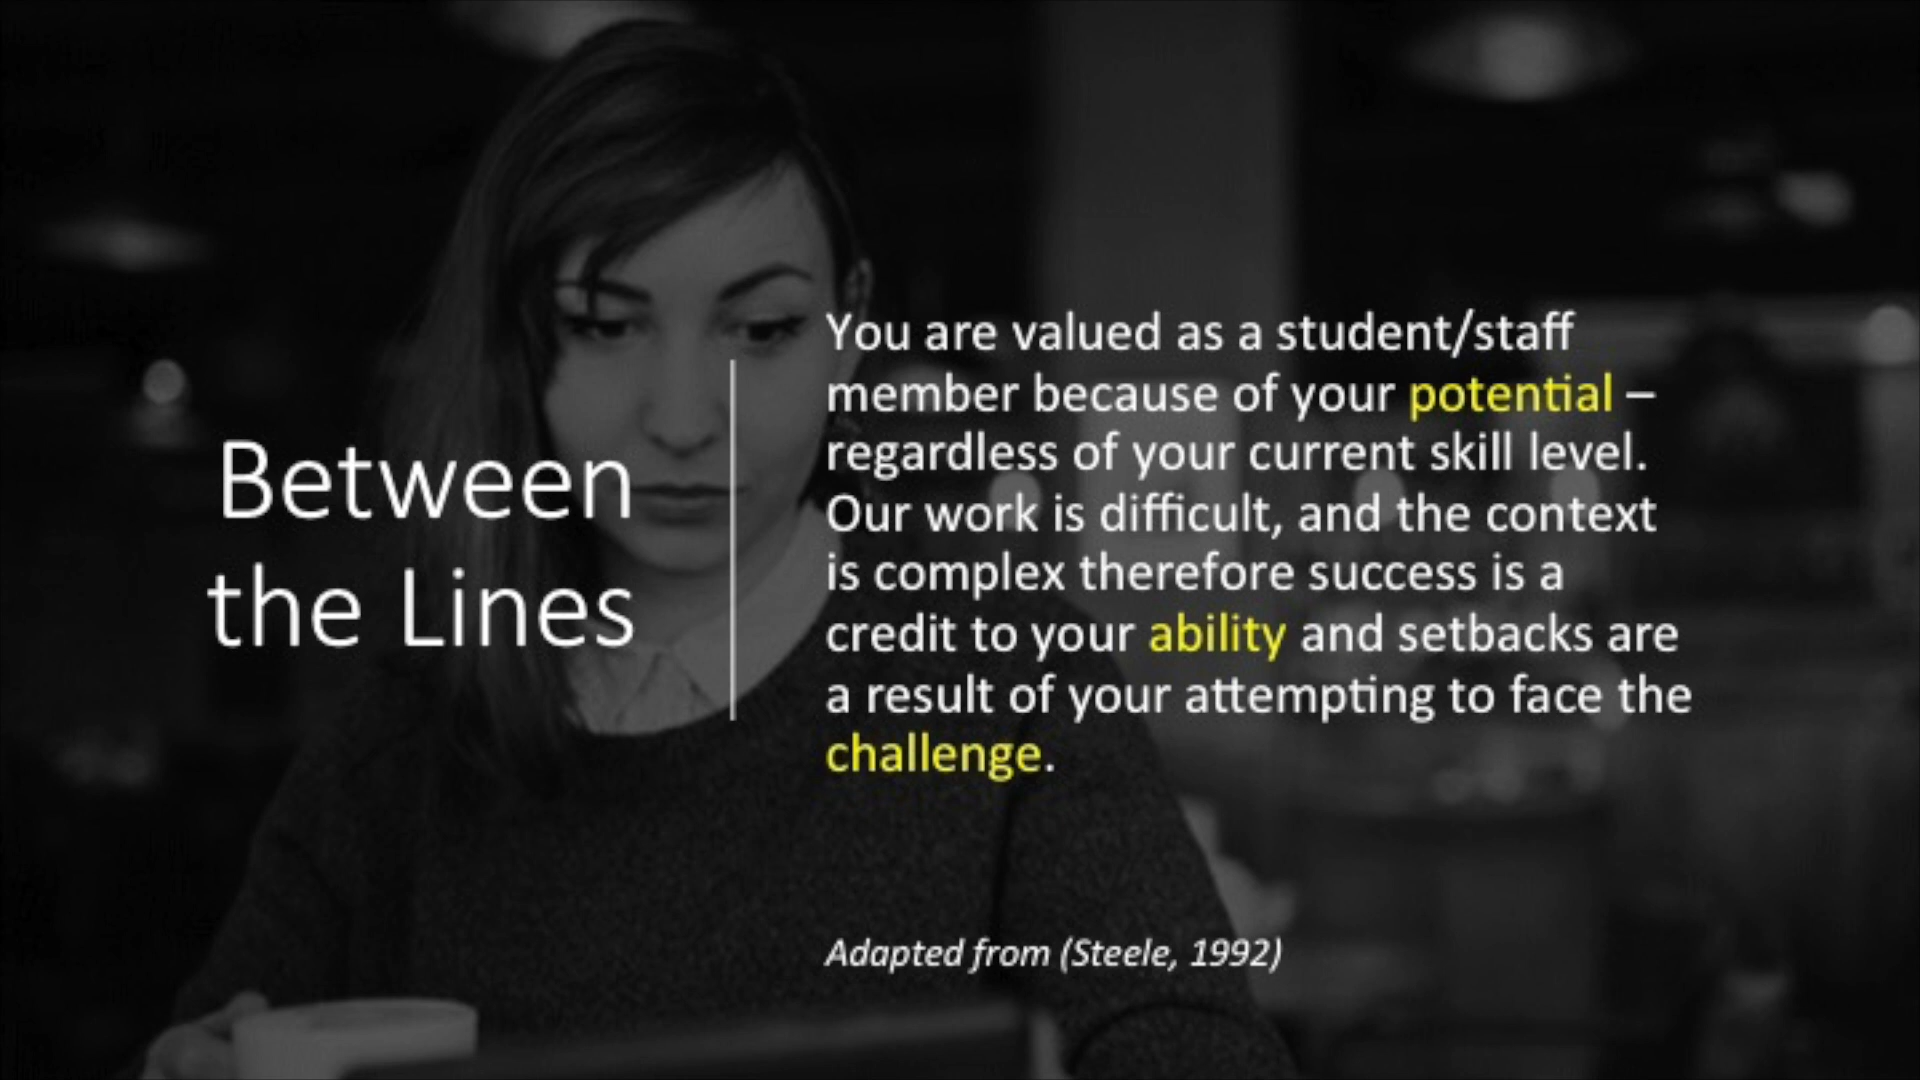 Between
the Lines
You are valued as a student/staff
member because of your potential –
regardless of your current skill level.
Our work is difficult, and the context
is complex therefore success is a
credit to your ability and setbacks are
a result of your attempting to face the
challenge.
Adapted from (Steele, 1992)